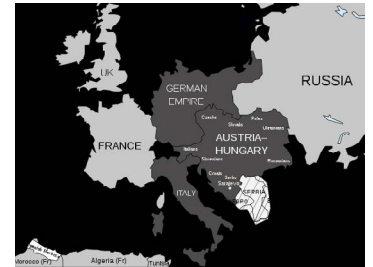 UK
GERMAN
EMPIRE
RUSSIA
Czechs
Slovaks
Poles
Ukrainians
AUSTRIA-
HUNGARY
FRANCE
Italians
Slovenians
Croats
Serbs
Sarajevo
SERBIA
ITALY
Morocco (Fr)
Algeria (Fr)
Tunis